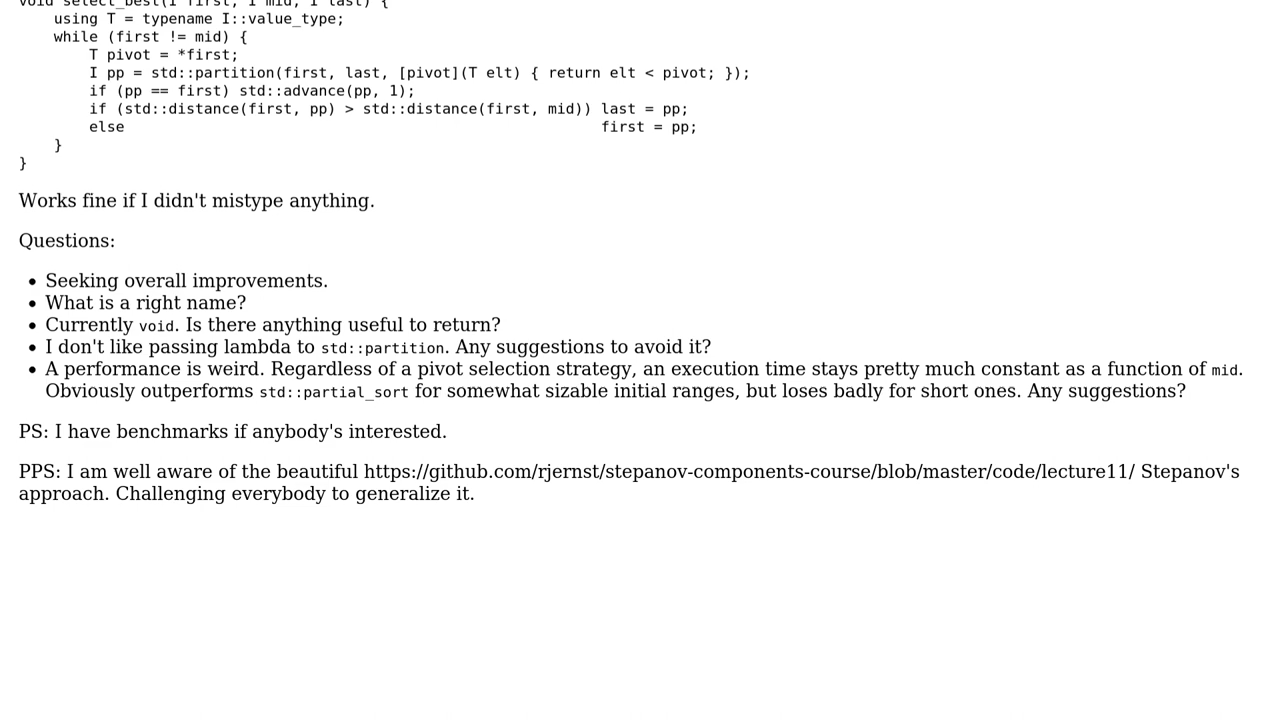 void select_best(I first, I mid, I last) {
    using T = typename I::value_type;
    while (first != mid) {
        T pivot = *first;
        I pp = std::partition(first, last, [pivot](T elt) { return elt < pivot; });
        if (pp == first) std::advance(pp, 1);
        if (std::distance(first, pp) > std::distance(first, mid)) last = pp;
        else                                                      first = pp;
    }
}
Works fine if I didn't mistype anything.
Questions:
• Seeking overall improvements.
• What is a right name?
• Currently void. Is there anything useful to return?
• I don't like passing lambda to std::partition. Any suggestions to avoid it?
• A performance is weird. Regardless of a pivot selection strategy, an execution time stays pretty much constant as a function of mid.
Obviously outperforms std::partial_sort for somewhat sizable initial ranges, but loses badly for short ones. Any suggestions?
PS: I have benchmarks if anybody's interested.
PPS: I am well aware of the beautiful https://github.com/rjernst/stepanov-components-course/blob/master/code/lecture11/ Stepanov's
approach. Challenging everybody to generalize it.